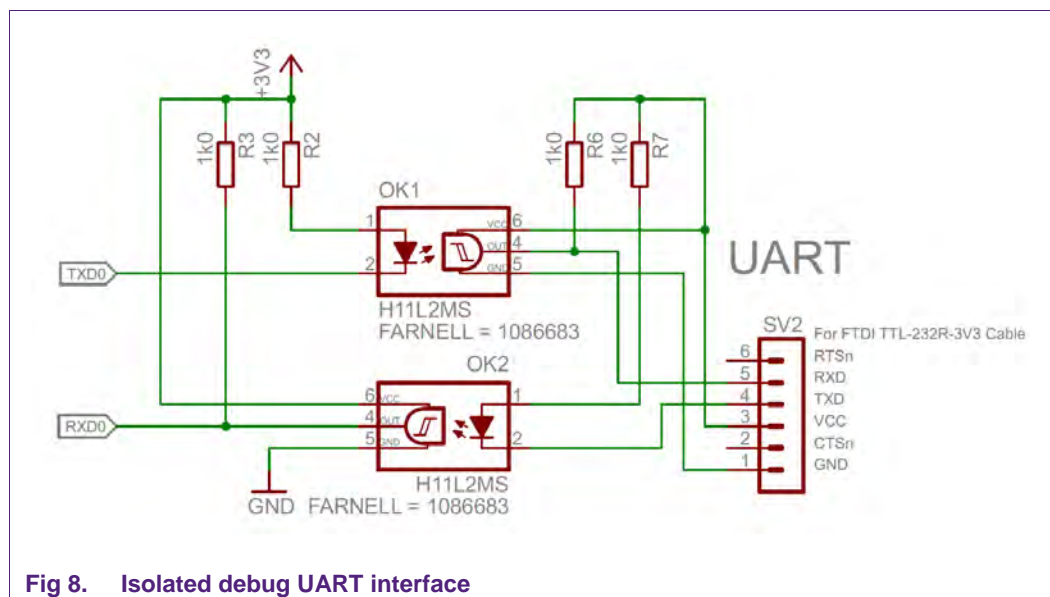 +3V3
1k0
R3
1k0
R2
1k0
R6
1k0
R7
OK1
1
2
VCC 6
OUT 4
GND 5
TXD0
H11L2MS
FARNELL = 1086683
UART
SV2
For FTDI TTL-232R-3V3 Cable
6 RTSn
5 RXD
4 TXD
3 VCC
2 CTSn
1 GND
OK2
6 VCC
4 OUT
5 GND
1
2
RXD0
H11L2MS
GND FARNELL = 1086683
Fig 8. Isolated debug UART interface